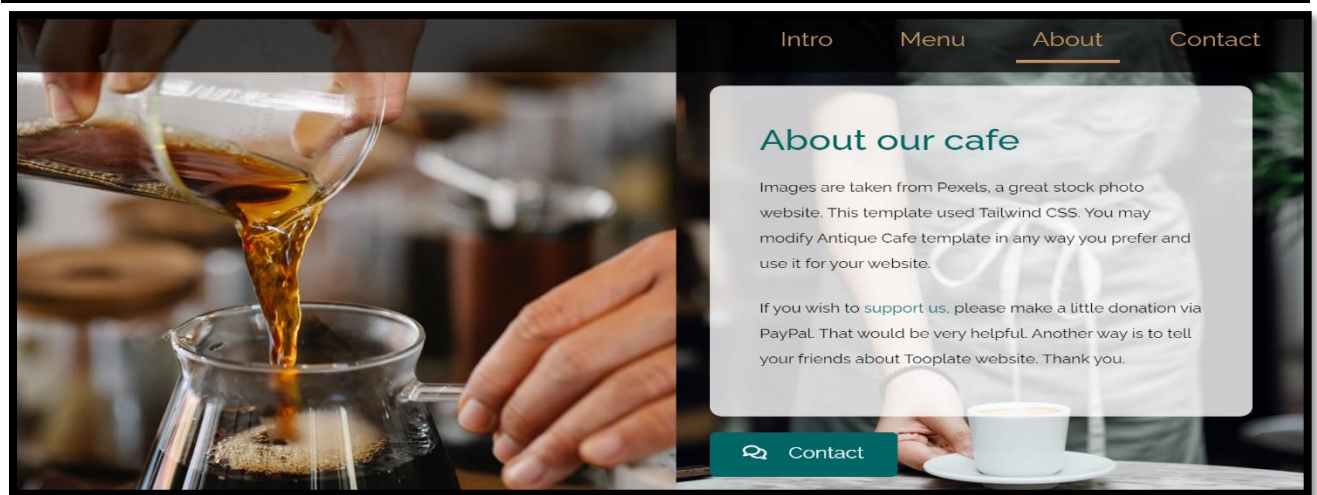 Intro Menu About Contact
About our cafe
Images are taken from Pexels, a great stock photo
website. This template used Tailwind CSS. You may
modify Antique Cafe template in any way you prefer and
use it for your website.
If you wish to support us, please make a little donation via
PayPal. That would be very helpful. Another way is to tell
your friends about Tooplate website. Thank you.
Contact